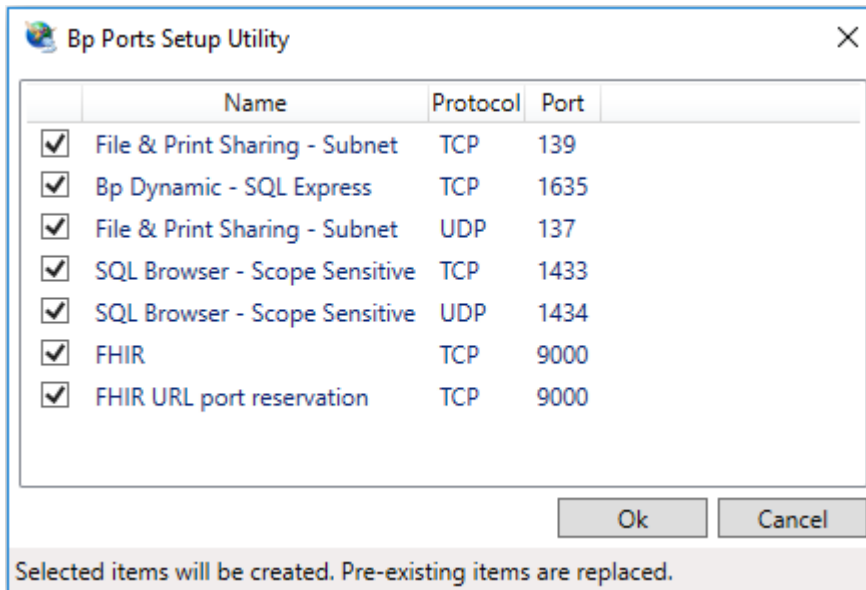 Bp Ports Setup Utility
Name Protocol Port
File & Print Sharing - Subnet TCP 139
Bp Dynamic - SQL Express TCP 1635
File & Print Sharing - Subnet UDP 137
SQL Browser - Scope Sensitive TCP 1433
SQL Browser - Scope Sensitive UDP 1434
FHIR TCP 9000
FHIR URL port reservation TCP 9000
Ok Cancel
Selected items will be created. Pre-existing items are replaced.